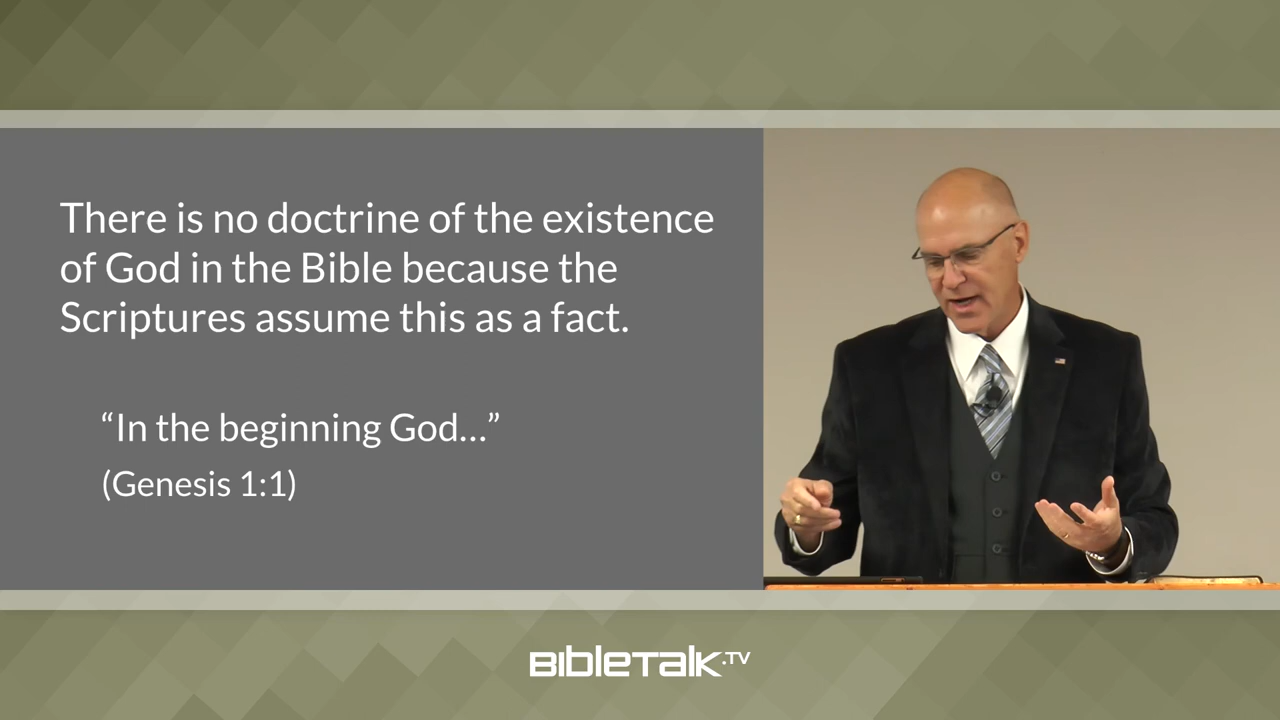 There is no doctrine of the existence
of God in the Bible because the
Scriptures assume this as a fact.
“In the beginning God...”
(Genesis 1:1)
BibleTalk.TV